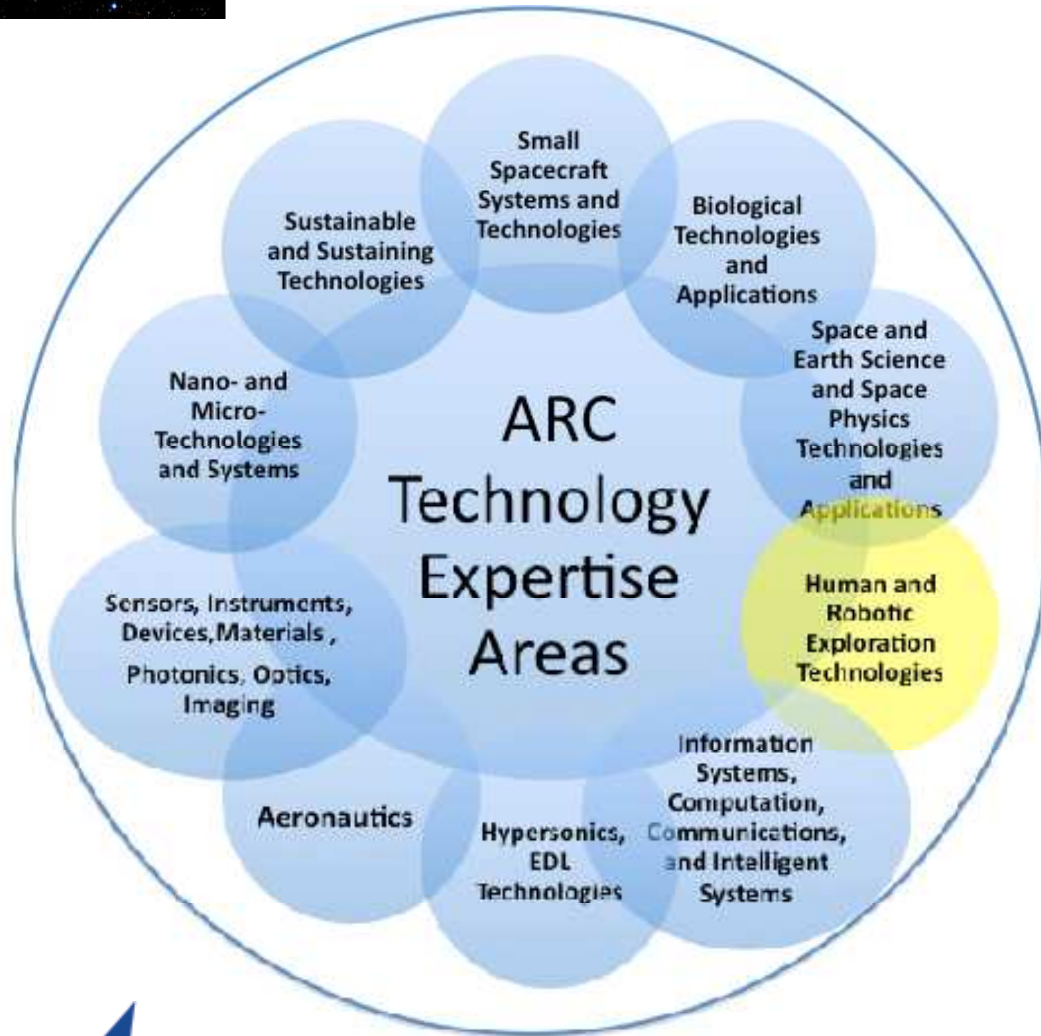 Small
Spacecraft
Systems and
Technologies
Biological
Technologies
and
Applications
Space and
Earth Science
and Space
Physics
Technologies
and
Applications
Human and
Robotic
Exploration
Technologies
Information
Systems,
Computation,
Communications,
and Intelligent
Systems
Hypersonics,
EDL
Technologies
Aeronautics
Sensors, Instruments,
Devices,Materials ,
Photonics, Optics,
Imaging
Nano- and
Micro-
Technologies
and Systems
Sustainable
and Sustaining
Technologies
ARC
Technology
Expertise
Areas